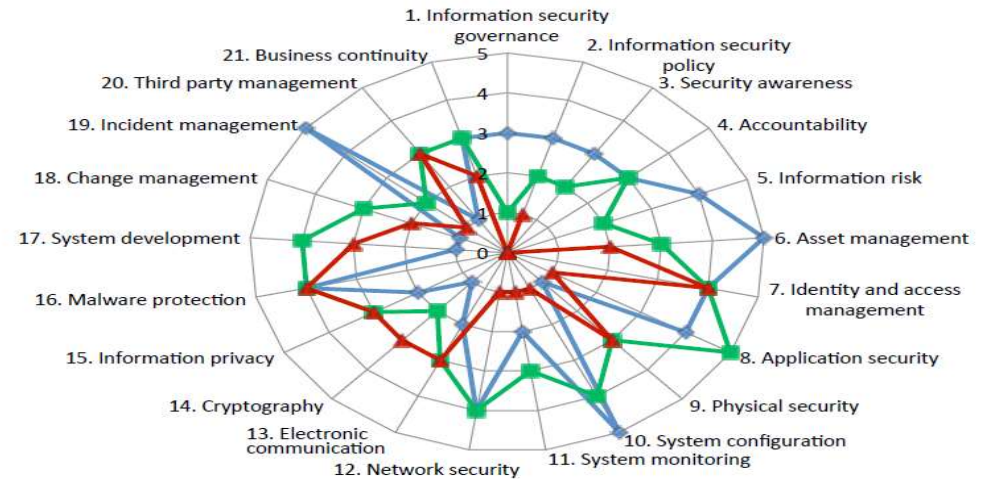 1. Information security
governance
2. Information security
policy
3. Security awareness
4. Accountability
5. Information risk
6. Asset management
7. Identity and access
management
8. Application security
9. Physical security
10. System configuration
11. System monitoring
12. Network security
13. Electronic
communication
14. Cryptography
15. Information privacy
16. Malware protection
17. System development
18. Change management
19. Incident management
20. Third party management
21. Business continuity
5
4
3
2
1
0